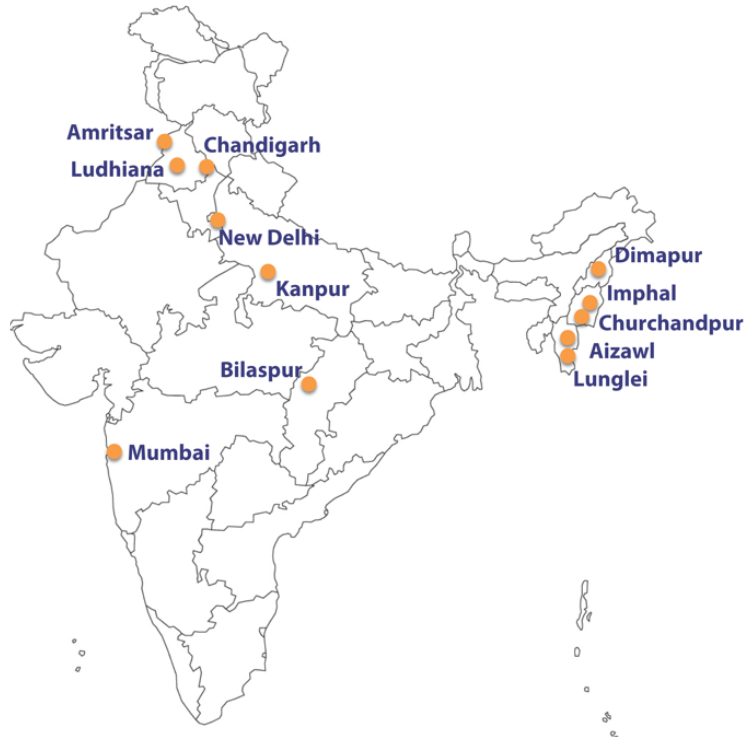 Amritsar
Chandigarh
Ludhiana
New Delhi
Kanpur
Dimapur
Imphal
Churchandpur
Aizawl
Lunglei
Bilaspur
Mumbai